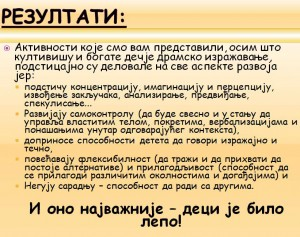 РЕЗУЛТАТИ:
Активности које смо вам представили, осим што
култивишу и богате дечје драмско изражавање,
подстицајно су деловале на све аспекте развоја
јер:
подстичу концентрацију, имагинацију и перцепцију,
извођење закључака, анализирање, предвиђање,
спекулисање...
Развијају самоконтролу (да буде свесно и у стању да
управља властитим телом, покретима, вербализацијама и
понашањима унутар одговарајућег контекста),
доприносе способности детета да говори изражајно и
течно,
повећавају флексибилност (да тражи и да прихвати да
постоје алтернативе) и прилагодљивост (способност да
се прилагоди различитим околностима и догађајима) и
Негују сарадњу – способност да ради са другима.
И оно најважније - деци је било
лепо!